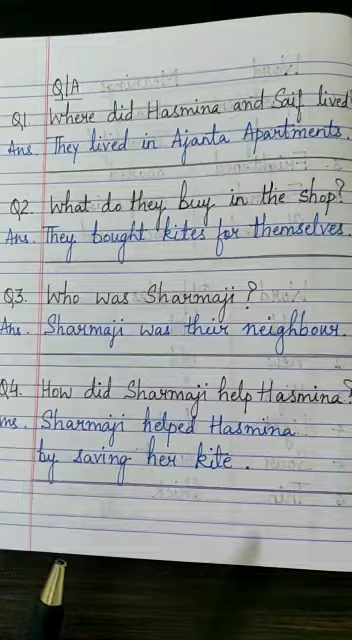 Q/A
Q1. Where did Hasmina and Saif lived?
Ans. They lived in Ajanta Apartments.
Q2. What do they buy in the shop?
Ans. They bought kites for themselves.
Q3. Who was Sharmaji?
Ans. Sharmaji was their neighbour.
Q4. How did Sharmaji help Hasmina?
Ans. Sharmaji helped Hasmina
by saving her kite.